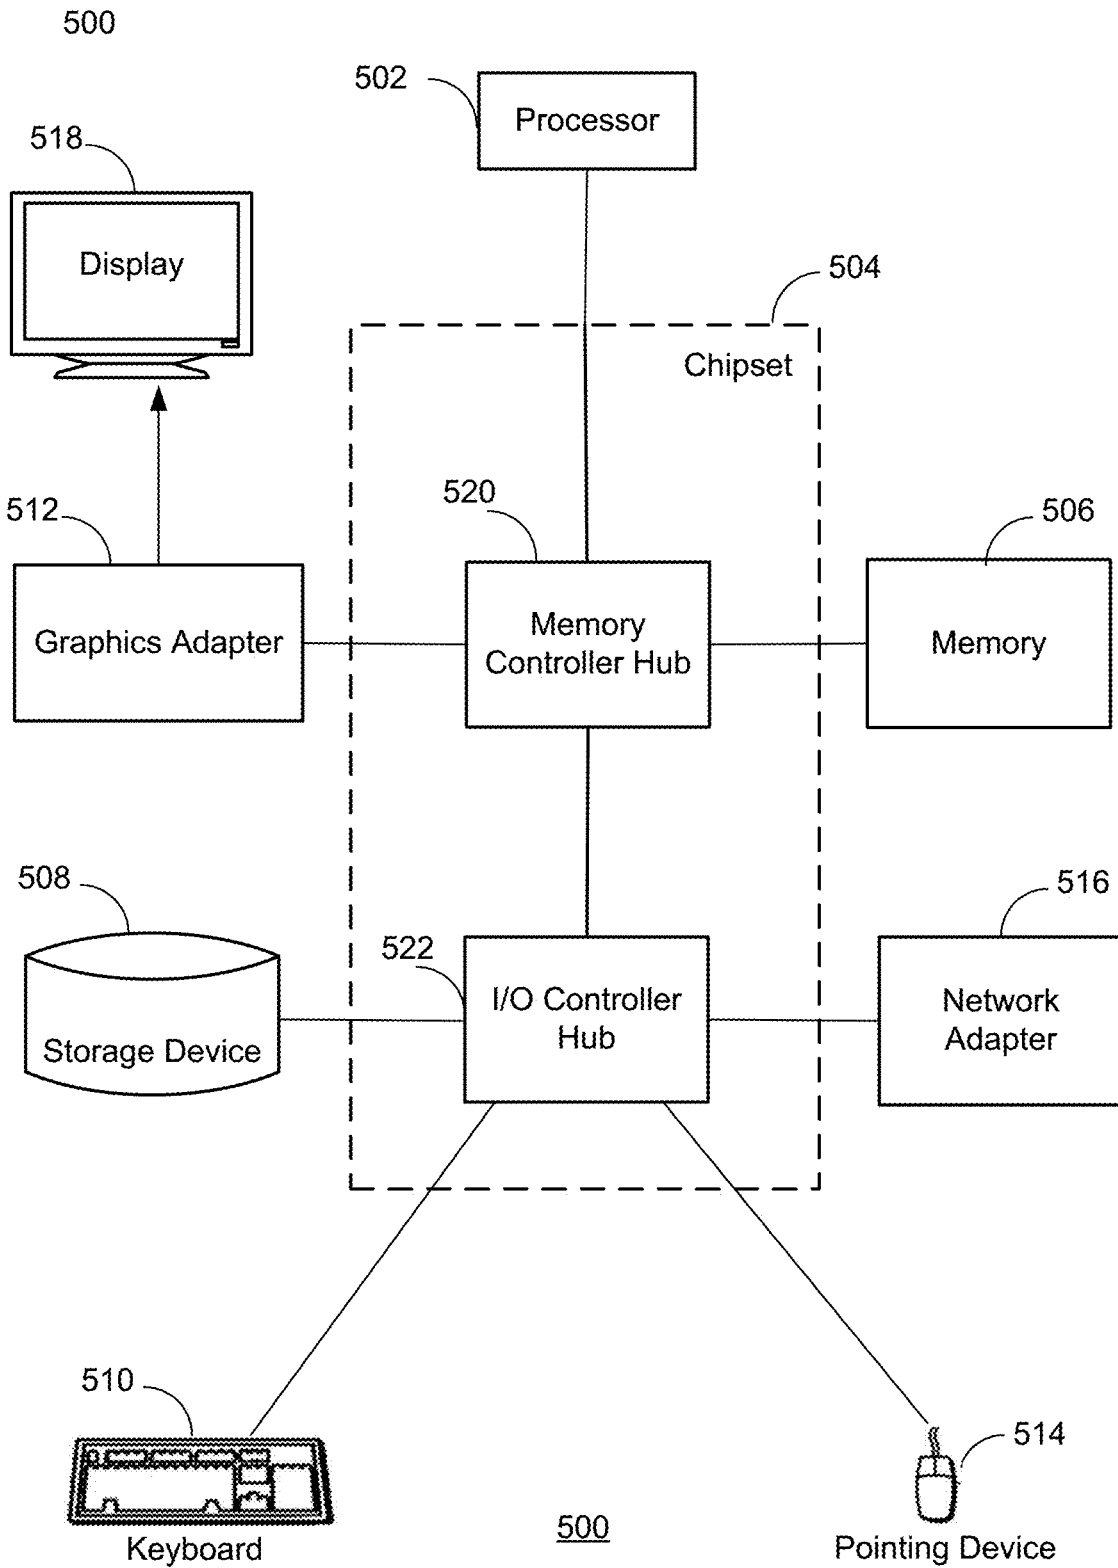 500
502
Processor
518
Display
504
Chipset
520
512
506
Graphics Adapter
Memory
Controller Hub
Memory
508
516
522
I/O Controller
Hub
Storage Device
Network
Adapter
510
514
Keyboard
500
Pointing Device